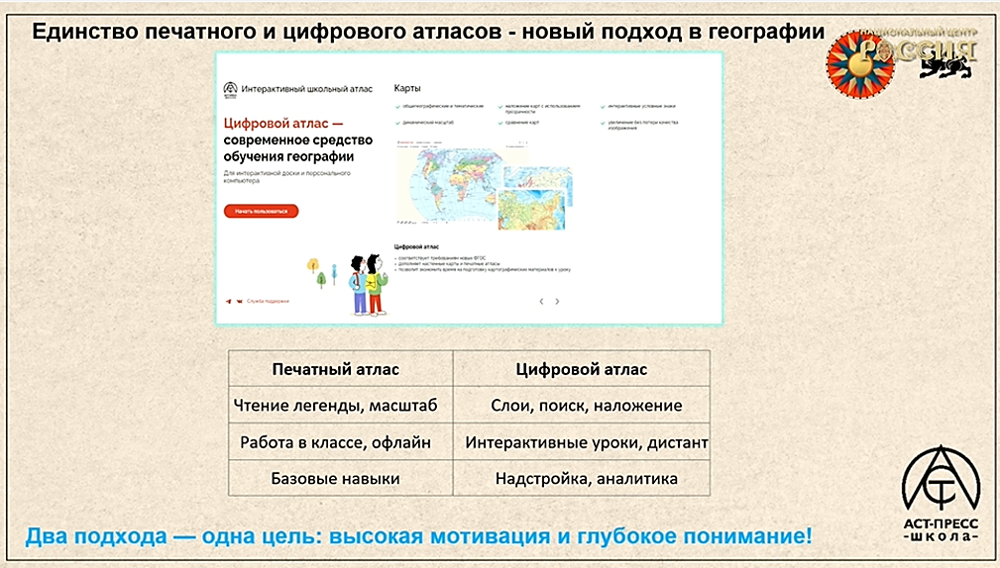 Единство печатного и цифрового атласов - новый подход в географии
НАЦИОНАЛЬНЫЙ ЦЕНТР
РОССИЯ
Интерактивный школьный атлас
Цифровой атлас —
современное средство
обучения географии
Для интерактивной доски и персонального
компьютера
Начать пользоваться
Служба поддержки
Карты
общегеографические и тематические
динамический масштаб
наложение карт с использованием
прозрачности
сравнение карт
интерактивные условные знаки
увеличение без потери качества
изображения
Цифровой атлас
соответствует требованиям новых ФГОС
дополняет настенные карты и печатные атласы
позволит экономить время на подготовку картографических материалов к уроку
Печатный атлас
Цифровой атлас
Чтение легенды, масштаб
Слои, поиск, наложение
Работа в классе, офлайн
Интерактивные уроки, дистант
Базовые навыки
Надстройка, аналитика
АСТ-ПРЕСС
-школа-
Два подхода — одна цель: высокая мотивация и глубокое понимание!